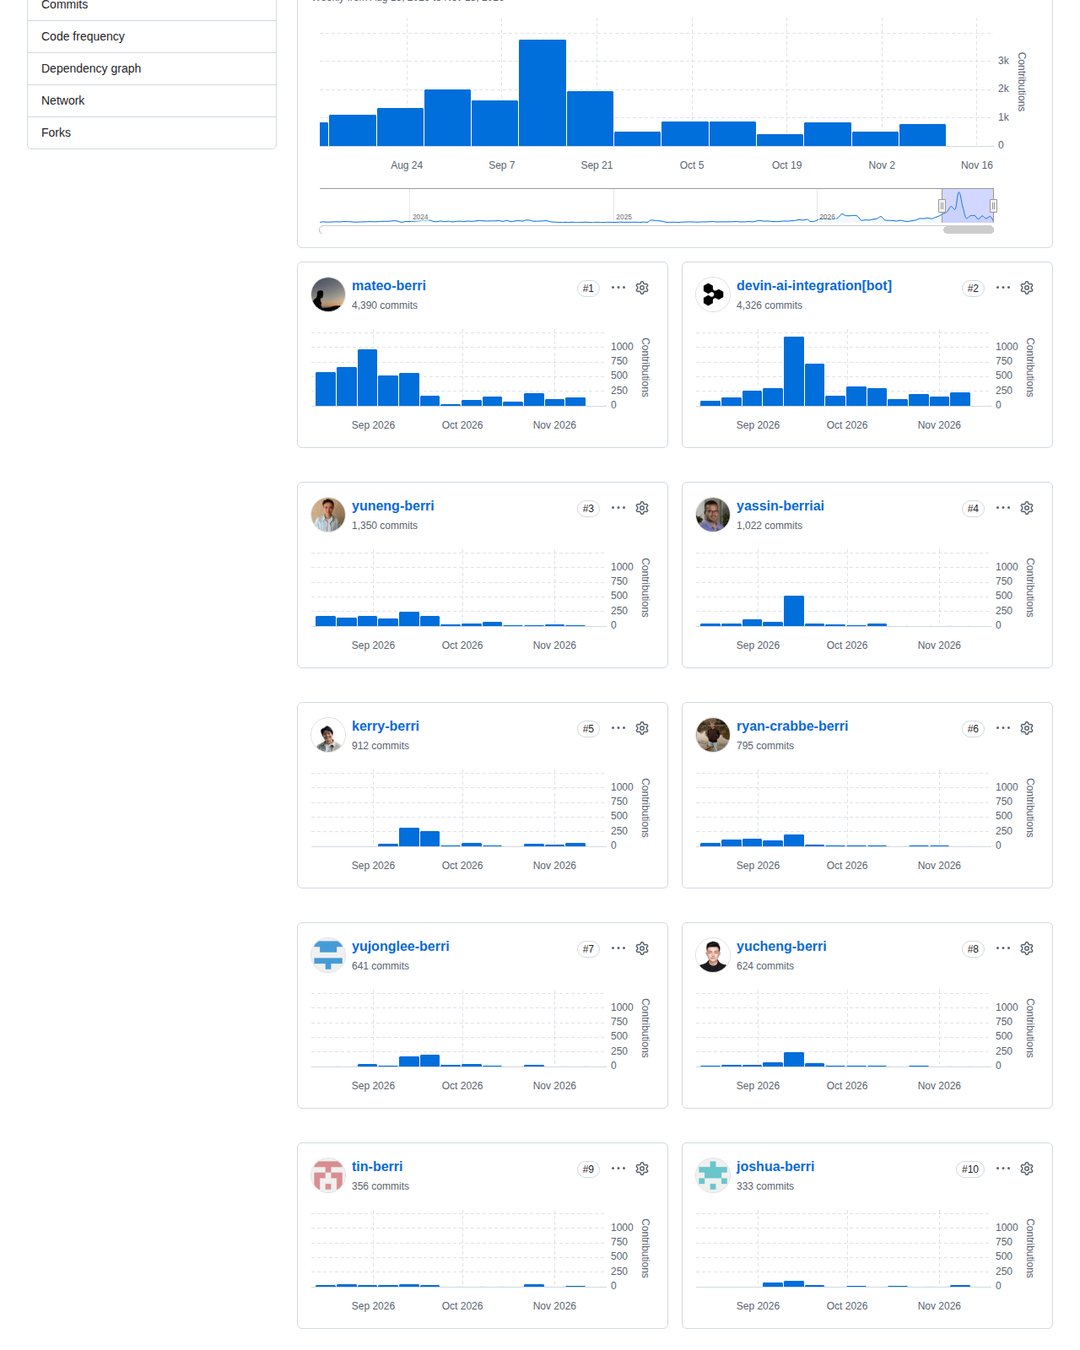 Commits
Code frequency
Dependency graph
Network
Forks
3k
2k
1k
0
Contributions
Aug 24
Sep 7
Sep 21
Oct 5
Oct 19
Nov 2
Nov 16
2024
2025
2026
mateo-berri
#1
4,390 commits
1000
750
500
250
0
Contributions
Sep 2026
Oct 2026
Nov 2026
devin-ai-integration[bot]
#2
4,326 commits
1000
750
500
250
0
Contributions
Sep 2026
Oct 2026
Nov 2026
yuneng-berri
#3
1,350 commits
1000
750
500
250
0
Contributions
Sep 2026
Oct 2026
Nov 2026
yassin-berriai
#4
1,022 commits
1000
750
500
250
0
Contributions
Sep 2026
Oct 2026
Nov 2026
kerry-berri
#5
912 commits
1000
750
500
250
0
Contributions
Sep 2026
Oct 2026
Nov 2026
ryan-crabbe-berri
#6
795 commits
1000
750
500
250
0
Contributions
Sep 2026
Oct 2026
Nov 2026
yujonglee-berri
#7
641 commits
1000
750
500
250
0
Contributions
Sep 2026
Oct 2026
Nov 2026
yucheng-berri
#8
624 commits
1000
750
500
250
0
Contributions
Sep 2026
Oct 2026
Nov 2026
tin-berri
#9
356 commits
1000
750
500
250
0
Contributions
Sep 2026
Oct 2026
Nov 2026
joshua-berri
#10
333 commits
1000
750
500
250
0
Contributions
Sep 2026
Oct 2026
Nov 2026